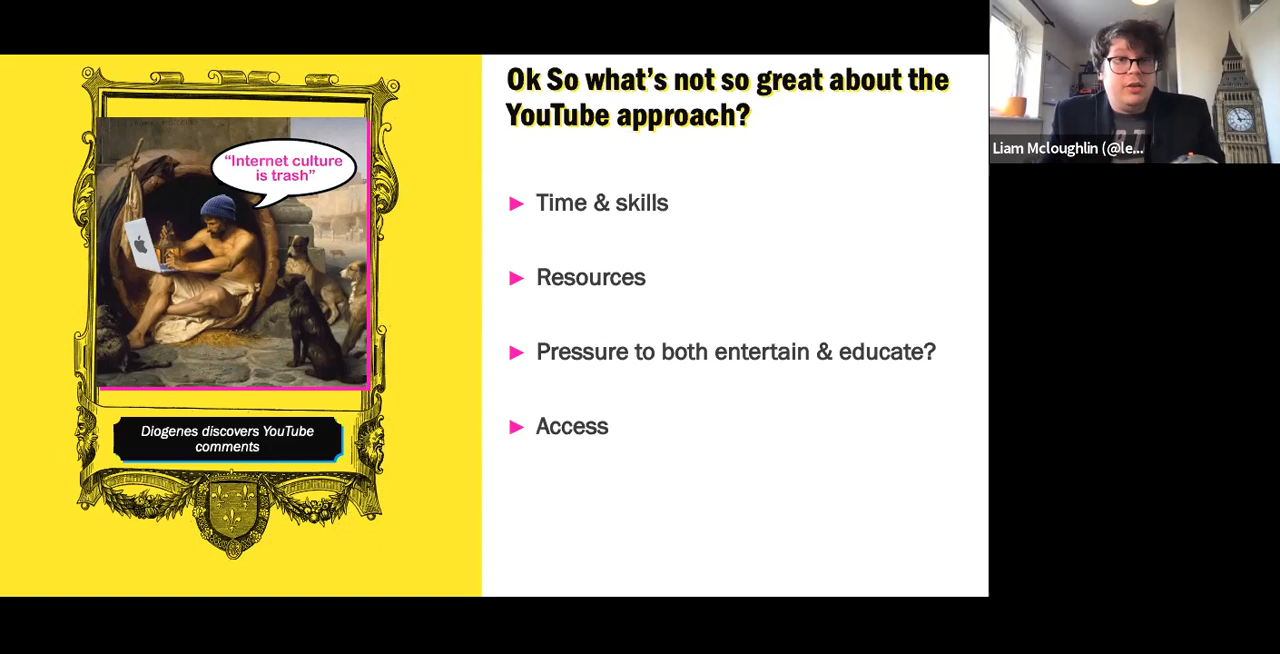 Ok So what's not so great about the
YouTube approach?
"Internet culture
is trash"
► Time & skills
► Resources
► Pressure to both entertain & educate?
► Access
Diogenes discovers YouTube
comments
Liam Mcloughlin (@le...